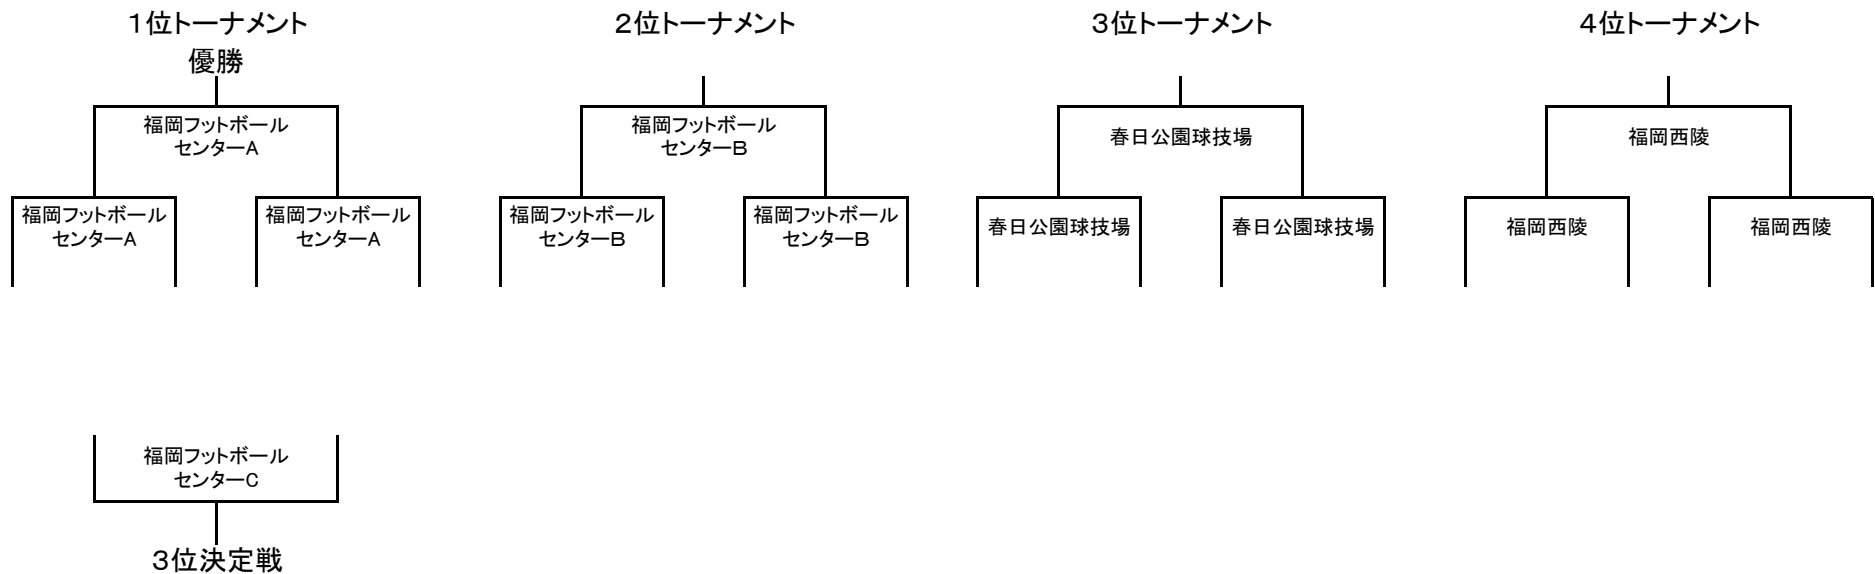 １位トーナメント
２位トーナメント
３位トーナメント
４位トーナメント
優勝
福岡フットボール
センターA
福岡フットボール
センターB
春日公園球技場
福岡西陵
福岡フットボール
センターA
福岡フットボール
センターA
福岡フットボール
センターB
福岡フットボール
センターB
春日公園球技場
春日公園球技場
福岡西陵
福岡西陵
福岡フットボール
センターC
３位決定戦